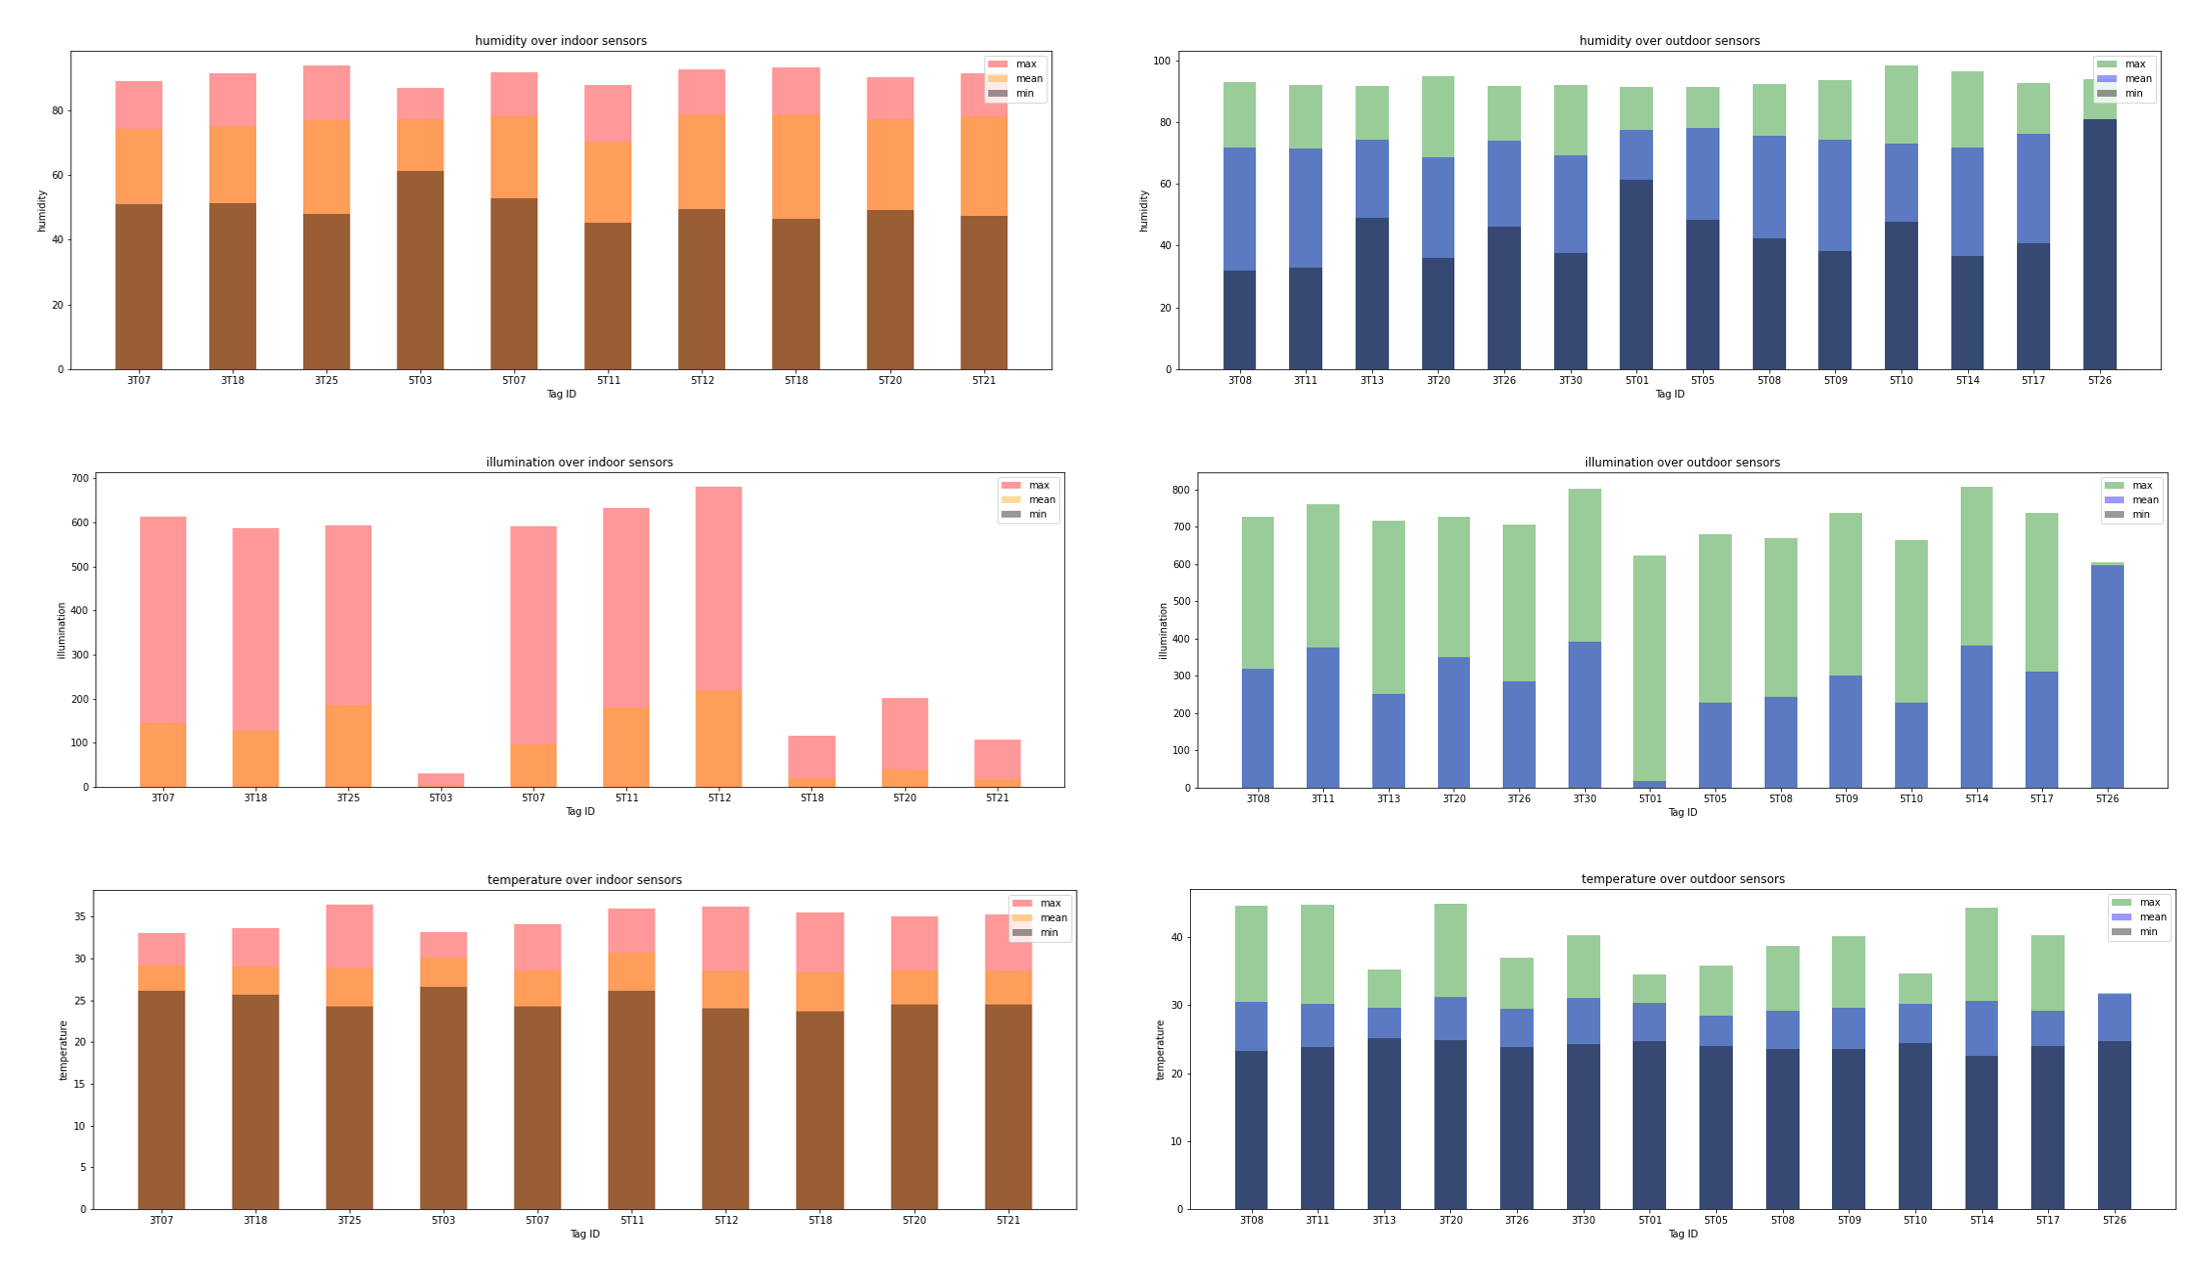 humidity over indoor sensors
max
mean
min
80
60
40
20
0
humidity
3T07 3T18 3T25 5T03 5T07 5T11 5T12 5T18 5T20 5T21
Tag ID
humidity over outdoor sensors
max
mean
min
100
80
60
40
20
0
humidity
3T08 3T11 3T13 3T20 3T26 3T30 5T01 5T05 5T08 5T09 5T10 5T14 5T17 5T26
Tag ID
illumination over indoor sensors
max
mean
min
700
600
500
400
300
200
100
0
illumination
3T07 3T18 3T25 5T03 5T07 5T11 5T12 5T18 5T20 5T21
Tag ID
illumination over outdoor sensors
max
mean
min
800
700
600
500
400
300
200
100
0
illumination
3T08 3T11 3T13 3T20 3T26 3T30 5T01 5T05 5T08 5T09 5T10 5T14 5T17 5T26
Tag ID
temperature over indoor sensors
max
mean
min
35
30
25
20
15
10
5
0
temperature
3T07 3T18 3T25 5T03 5T07 5T11 5T12 5T18 5T20 5T21
Tag ID
temperature over outdoor sensors
max
mean
min
40
30
20
10
0
temperature
3T08 3T11 3T13 3T20 3T26 3T30 5T01 5T05 5T08 5T09 5T10 5T14 5T17 5T26
Tag ID